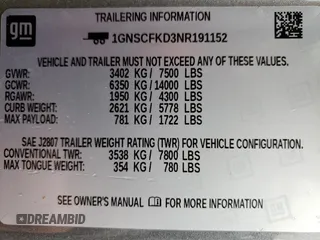 TRAILERING INFORMATION
gm
1GNSCFKD3NR191152
VEHICLE AND TRAILER MUST NOT EXCEED ANY OF THESE VALUES
GVWR: 3402 KG/ 7500 LBS
GCWR: 6350 KG/14000 LBS
RGAWR: 1950 KG/ 4300 LBS
CURB WEIGHT: 2621 KG/ 5778 LBS
MAX PAYLOAD: 781 KG/ 1722 LBS
SAE J2807 TRAILER WEIGHT RATING (TWR) FOR VEHICLE CONFIGURATION.
CONVENTIONAL TWR: 3538 KG/ 7800 LBS
MAX TONGUE WEIGHT: 354 KG/ 780 LBS
SEE OWNER'S MANUAL FOR MORE INFORMATION
DREAMBID